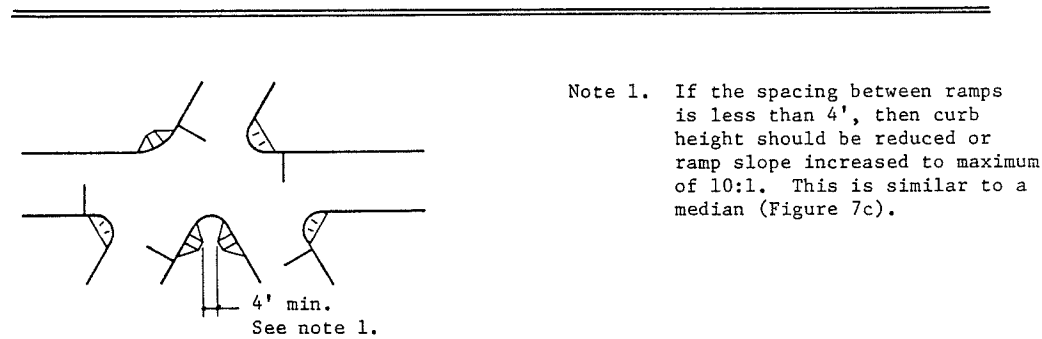 Note 1. If the spacing between ramps
is less than 4', then curb
height should be reduced or
ramp slope increased to maximum
of 10:1. This is similar to a
median (Figure 7c).
4' min.
See note 1.